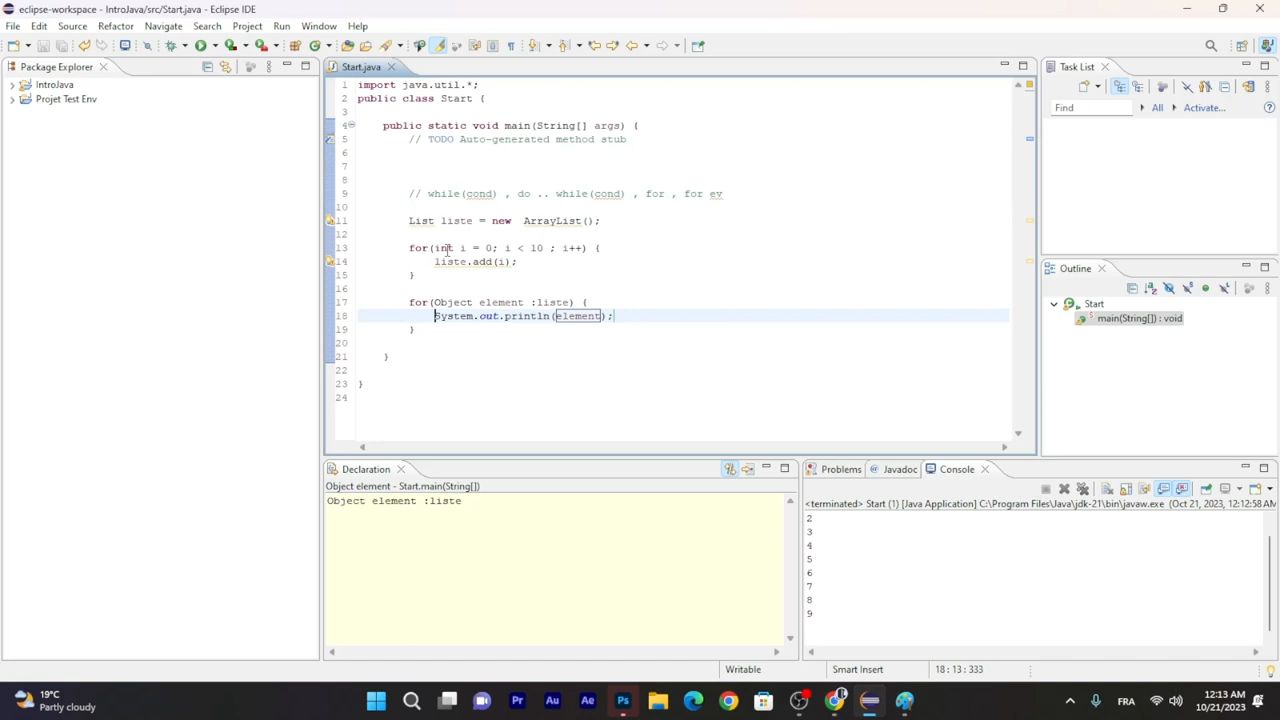 eclipse-workspace - IntroJava/src/Start.java - Eclipse IDE
File Edit Source Refactor Navigate Search Project Run Window Help
Package Explorer
IntroJava
Projet Test Env
Start.java
1 import java.util.*;
2 public class Start {
3
4 public static void main(String[] args) {
5 // TODO Auto-generated method stub
6
7
8
9 // while(cond) , do .. while(cond) , for , for ev
10
11 List liste = new  ArrayList();
12
13 for(int i = 0; i < 10 ; i++) {
14 liste.add(i);
15 }
16
17 for(Object element :liste) {
18 System.out.println(element);
19 }
20
21 }
22
23 }
24
Task List
Find All Activate...
Outline
Start
main(String[]) : void
Declaration
Object element - Start.main(String[])
Object element :liste
Problems Javadoc Console
<terminated> Start (1) [Java Application] C:\Program Files\Java\jdk-21\bin\javaw.exe (Oct 21, 2023, 12:12:58 AM
2
3
4
5
6
7
8
9
Writable Smart Insert 18 : 13 : 333
19°C
Partly cloudy
Pr Au Ae Ps
FRA
12:13 AM
10/21/2023